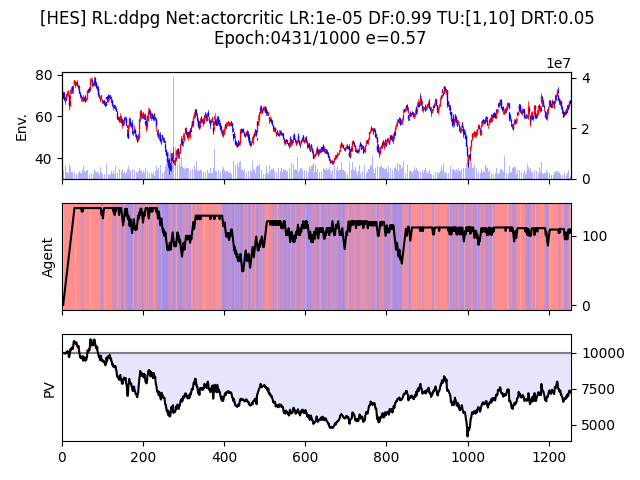 [HES] RL:ddpg Net:actorcritic LR:1e-05 DF:0.99 TU:[1,10] DRT:0.05
Epoch:0431/1000 e=0.57
1e7
80
60
40
Env.
4
2
0
Agent
100
0
PV
10000
7500
5000
0 200 400 600 800 1000 1200